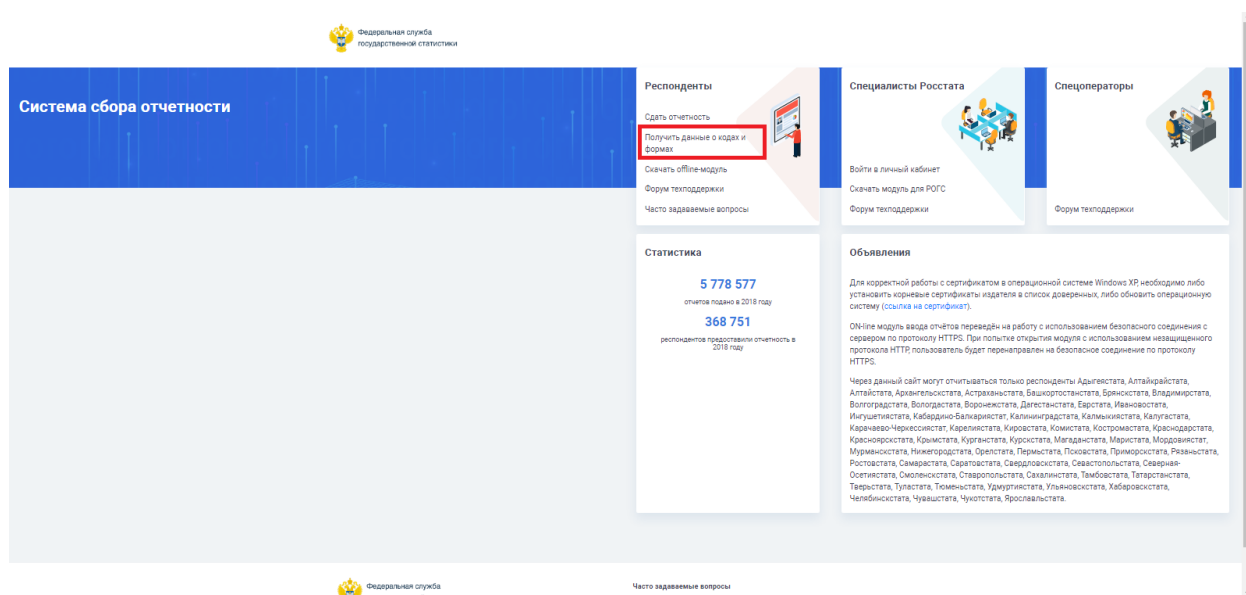 Федеральная служба
государственной статистики
Система сбора отчетности
Респонденты
Сдать отчетность
Получить данные о кодах и
формах
Скачать offline-модуль
Форум техподдержки
Часто задаваемые вопросы
Специалисты Росстата
Войти в личный кабинет
Скачать модуль для РОГС
Форум техподдержки
Спецоператоры
Форум техподдержки
Статистика
5 778 577
отчетов подано в 2018 году
368 751
респондентов предоставили отчетность в
2018 году
Объявления
Для корректной работы с сертификатом в операционной системе Windows XP, необходимо либо
установить корневые сертификаты издателя в список доверенных, либо обновить операционную
систему (ссылка на сертификат).
ON-line модуль ввода отчётов переведён на работу с использованием безопасного соединения с
сервером по протоколу HTTPS. При попытке открытия модуля с использованием незащищенного
протокола HTTP, пользователь будет перенаправлен на безопасное соединение по протоколу
HTTPS.
Через данный сайт могут отчитываться только респонденты Адыгеястата, Алтайкрайстата,
Алтайстата, Архангельскстата, Астраханьстата, Башкортостанстата, Брянскстата, Владимирстата,
Волгоградстата, Вологдастата, Воронежстата, Дагестанстата, Еврстата, Ивановостата,
Ингушетиястата, Кабардино-Балкариястат, Калининградстата, Калмыкиястата, Калугастата,
Карачаево-Черкессиястат, Карелиястата, Кировстата, Комистата, Костромастата, Краснодарстата,
Красноярскстата, Крымстата, Курганстата, Курскстата, Магаданстата, Маристата, Мордовиястат,
Мурманскстата, Нижегородстата, Орелстата, Пермьстата, Псковстата, Приморскстата, Рязаньстата,
Ростовстата, Самарастата, Саратовстата, Свердловскстата, Севастопольстата, Северная-
Осетиястата, Смоленскстата, Ставропольстата, Сахалинстата, Тамбовстата, Татарстанстата,
Тверьстата, Туластата, Тюменьстата, Удмуртиястата, Ульяновскстата, Хабаровскстата,
Челябинскстата, Чувашстата, Чукотстата, Ярославльстата.
Федеральная служба
Часто задаваемые вопросы